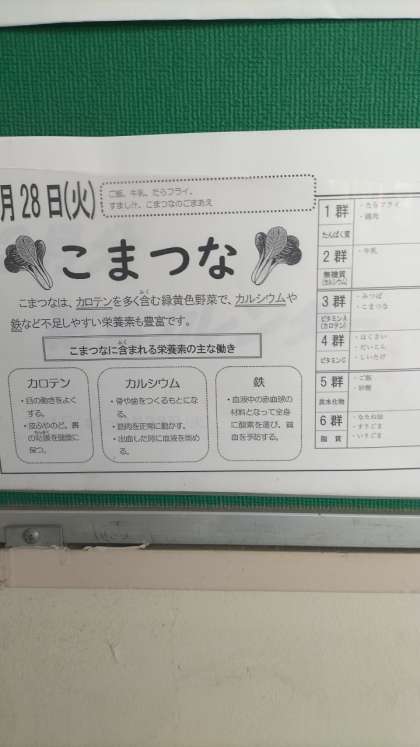 月28日(火)
ご飯、牛乳、たらフライ、
すまし汁、こまつなのごまあえ
こまつな
こまつなは、カロテンを多く含む緑黄色野菜で、カルシウムや
鉄など不足しやすい栄養素も豊富です。
こまつなに含まれる栄養素の主な働き
カロテン
・目の働きをよく
する。
・皮ふやのど、鼻
の粘膜を健康に
保つ。
カルシウム
・骨や歯をつくるもとにな
る。
・筋肉を正常に動かす。
・出血した時に血液を固め
る。
鉄
・血液中の赤血球の
材料となって全身
に酸素を運び、貧
血を予防する。
1群
たんぱく質
・たらフライ
・鶏肉
2群
無機質
(カルシウム)
・牛乳
3群
ビタミンA
(カロテン)
・みつば
・こまつな
4群
ビタミンC
・はくさい
・だいこん
・しいたけ
5群
炭水化物
・ご飯
・砂糖
6群
脂質
・なたね油
・すりごま
・いりごま